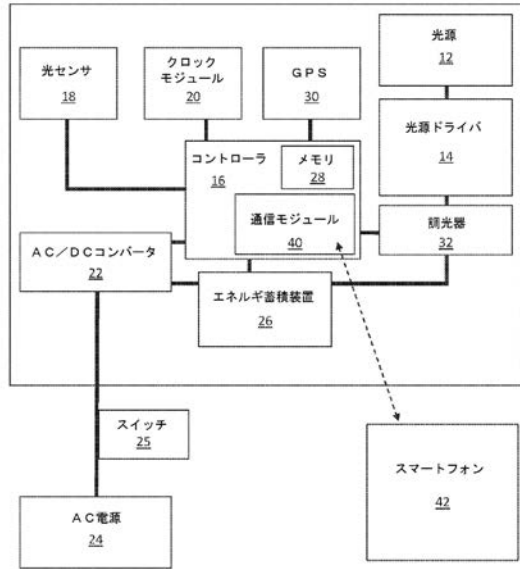 光センサ
18
クロック
モジュール
20
GPS
30
光源
12
光源ドライバ
14
コントローラ
16
メモリ
28
通信モジュール
40
調光器
32
AC/DCコンバータ
22
エネルギ蓄積装置
26
スイッチ
25
AC電源
24
スマートフォン
42